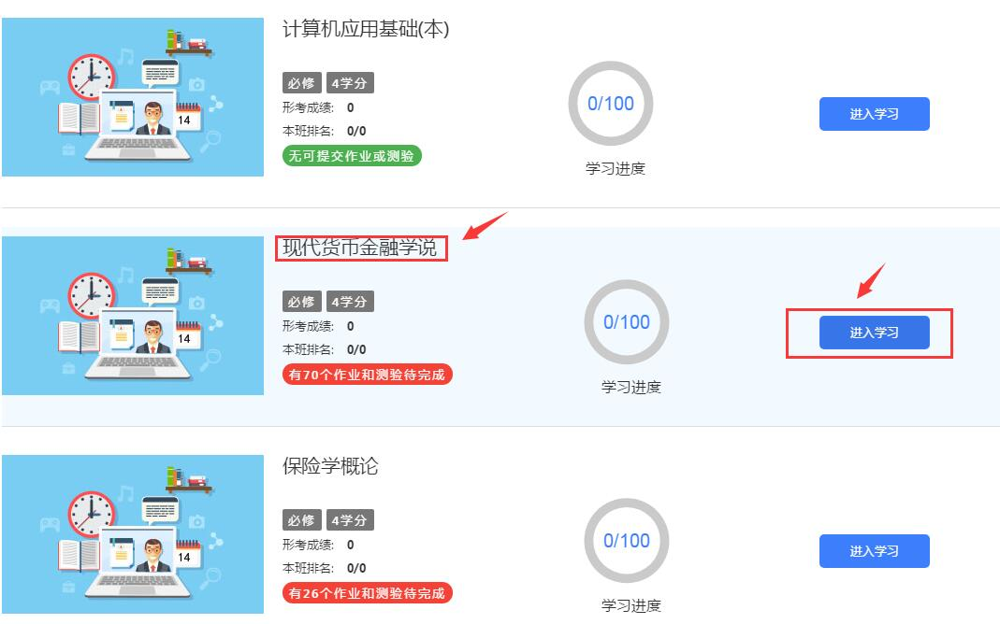 计算机应用基础(本)
必修 4学分
形考成绩: 0
本班排名: 0/0
无可提交作业或测验
0/100
学习进度
进入学习
14
现代货币金融学说
必修 4学分
形考成绩: 0
本班排名: 0/0
有70个作业和测验待完成
0/100
学习进度
进入学习
14
保险学概论
必修 4学分
形考成绩: 0
本班排名: 0/0
有26个作业和测验待完成
0/100
学习进度
进入学习
14